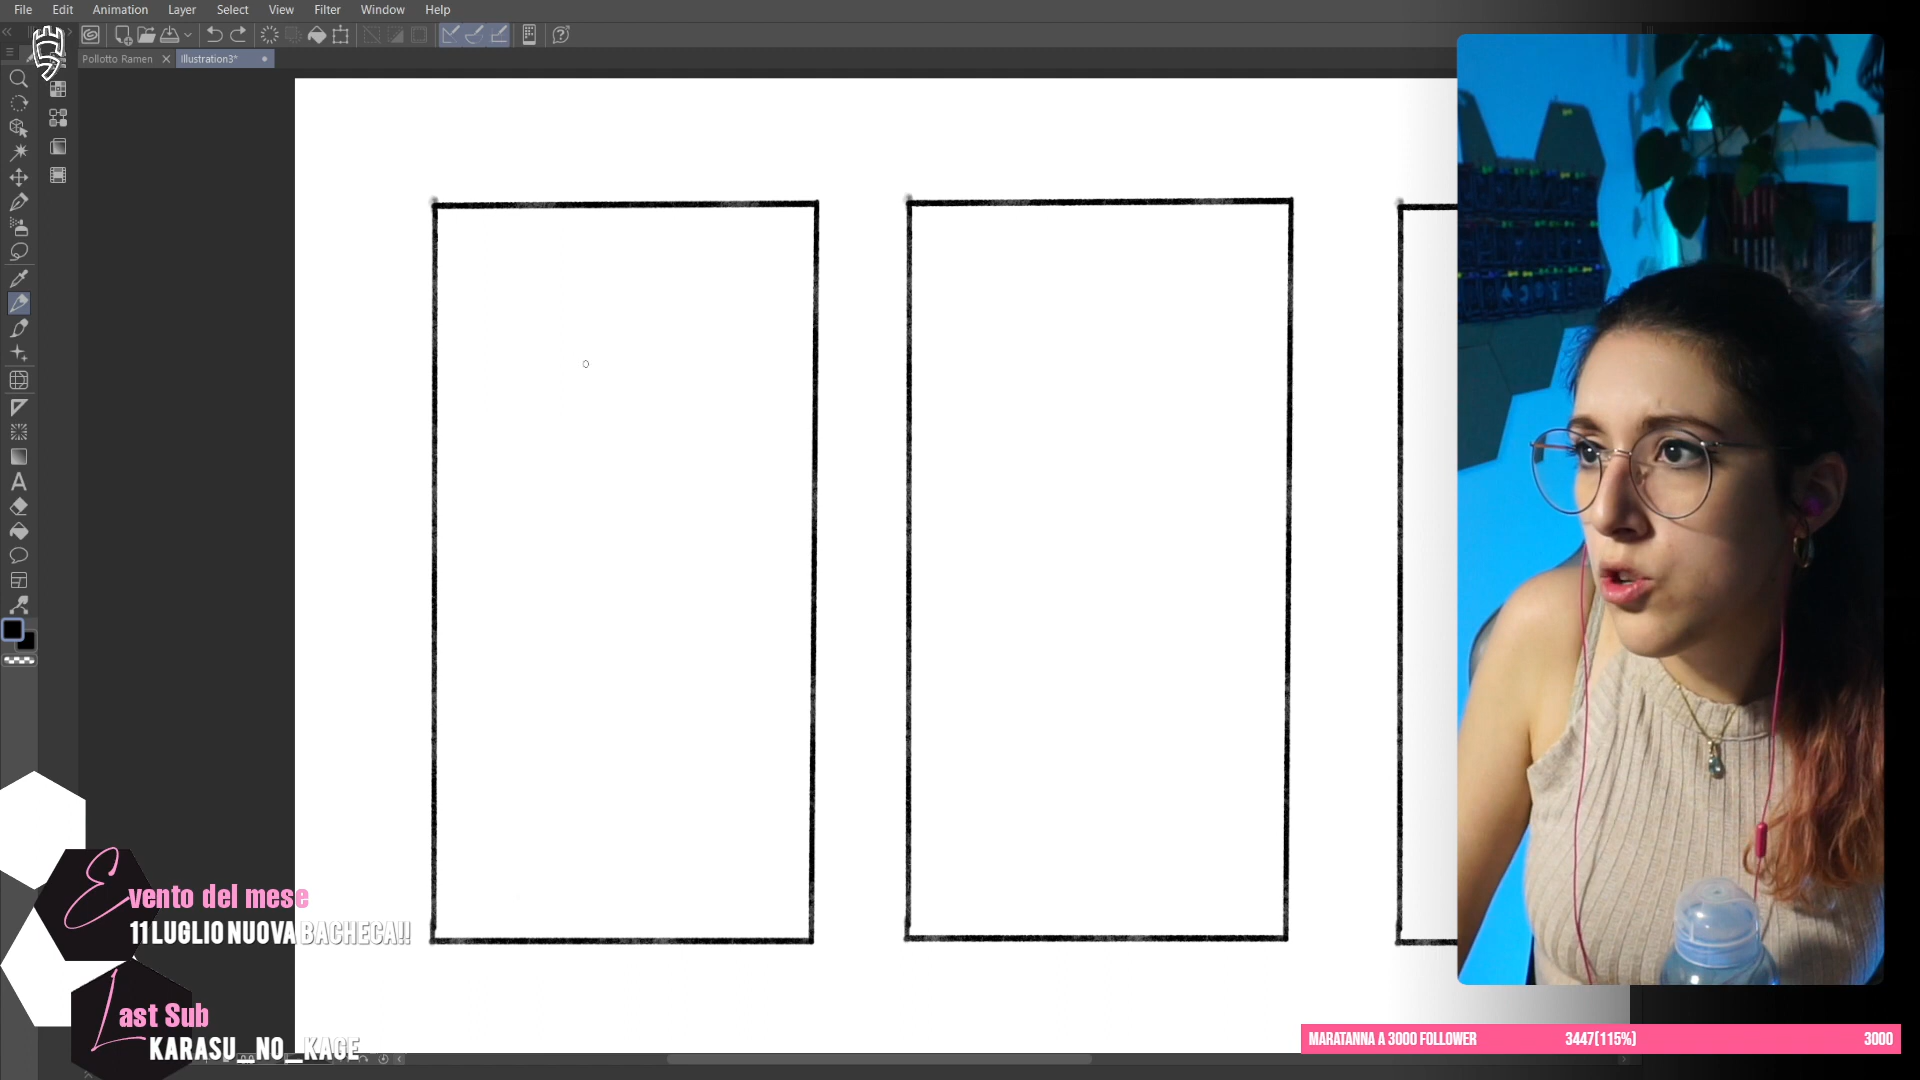 File Edit Animation Layer Select View Filter Window Help
Pollotto Ramen Illustration3*
Evento del mese
11 LUGLIO NUOVA BACHECA!!
Last Sub
KARASU_NO_KAGE
MARATANNA A 3000 FOLLOWER 3447(115%) 3000